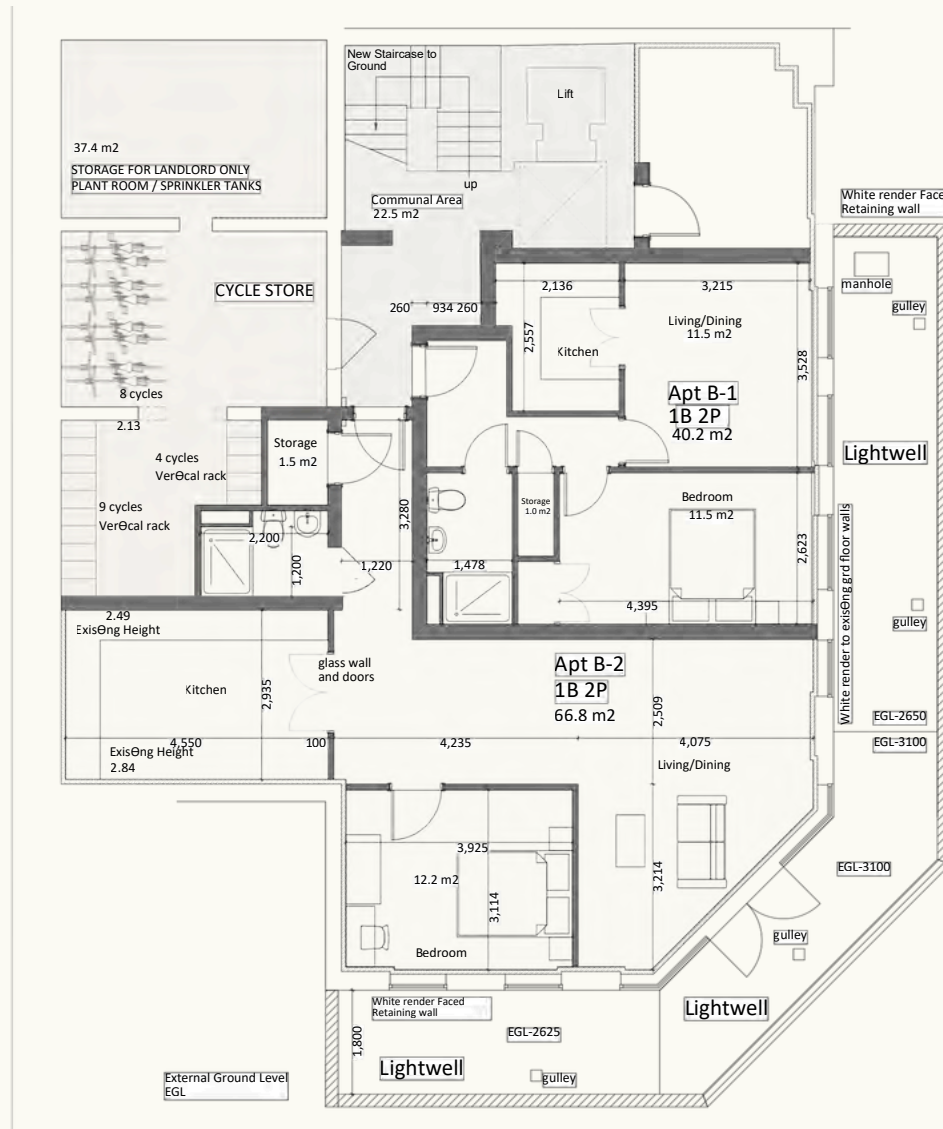 New Staircase to
Ground
Lift
37.4 m2
STORAGE FOR LANDLORD ONLY
PLANT ROOM / SPRINKLER TANKS
up
Communal Area
22.5 m2
White render Face
Retaining wall
CYCLE STORE
2,136
3,215
manhole
gulley
260
934
260
Living/Dining
11.5 m2
2,557
Kitchen
3,528
8 cycles
Apt B-1
1B 2P
40.2 m2
2.13
Storage
1.5 m2
Lightwell
4 cycles
VerƟcal rack
9 cycles
VerƟcal rack
3,280
Storage
1.0 m2
Bedroom
11.5 m2
2,623
2,200
1,200
1,220
1,478
4,395
White render to exisƟng grd floor walls
2.49
ExisƟng Height
gulley
glass wall
and doors
Apt B-2
1B 2P
66.8 m2
Kitchen
2,935
2,509
EGL-2650
EGL-3100
4,550
100
4,235
4,075
ExisƟng Height
2.84
Living/Dining
3,925
12.2 m2
3,114
3,214
EGL-3100
Bedroom
gulley
White render Faced
Retaining wall
Lightwell
EGL-2625
1,800
Lightwell
gulley
External Ground Level
EGL